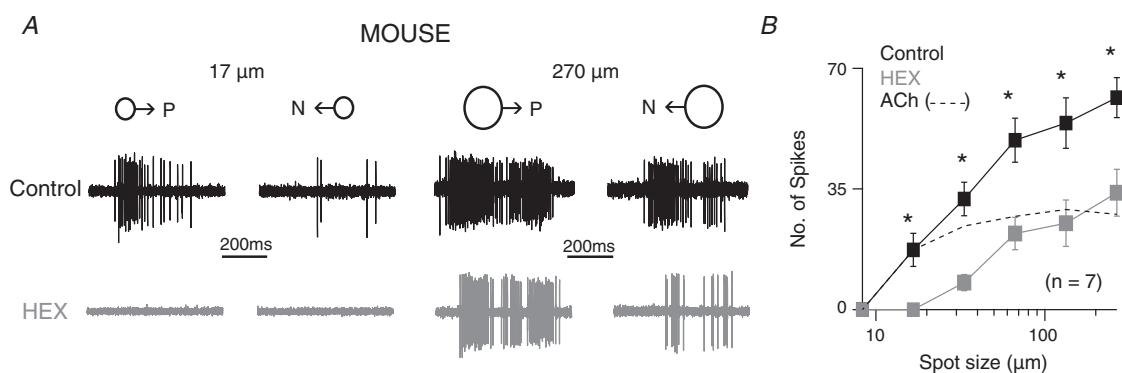 A
MOUSE
17 µm
270 µm
P
N
P
N
Control
200ms
200ms
HEX
B
Control
HEX
ACh (----)
70
35
0
No. of Spikes
* * * * * *
(n = 7)
10
100
Spot size (µm)